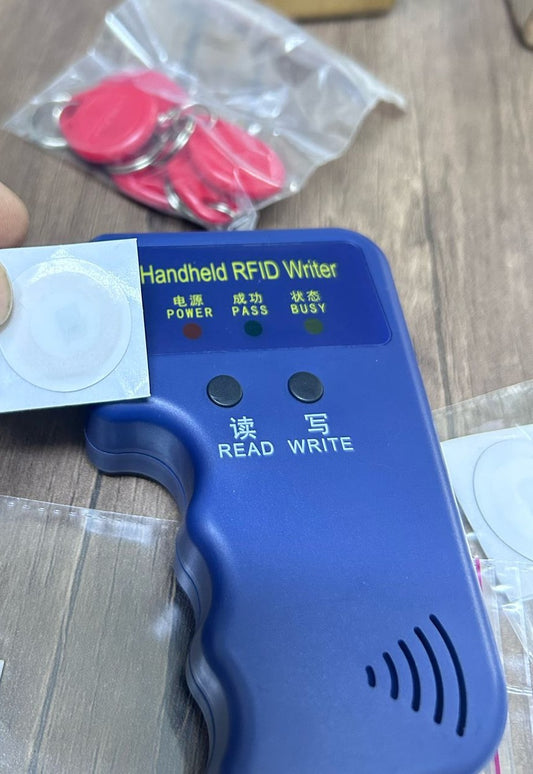 Handheld RFID Writer
电源 成功 状态
POWER PASS BUSY
读 写
READ WRITE